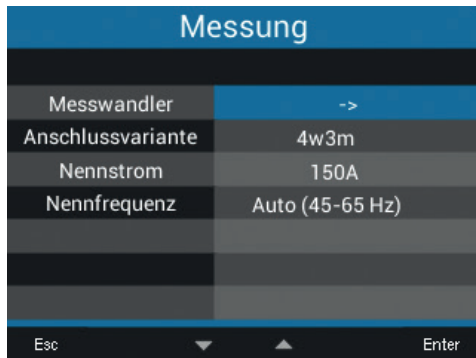 Messung
Messwandler ->
Anschlussvariante 4w3m
Nennstrom 150A
Nennfrequenz Auto (45-65 Hz)
Esc Enter